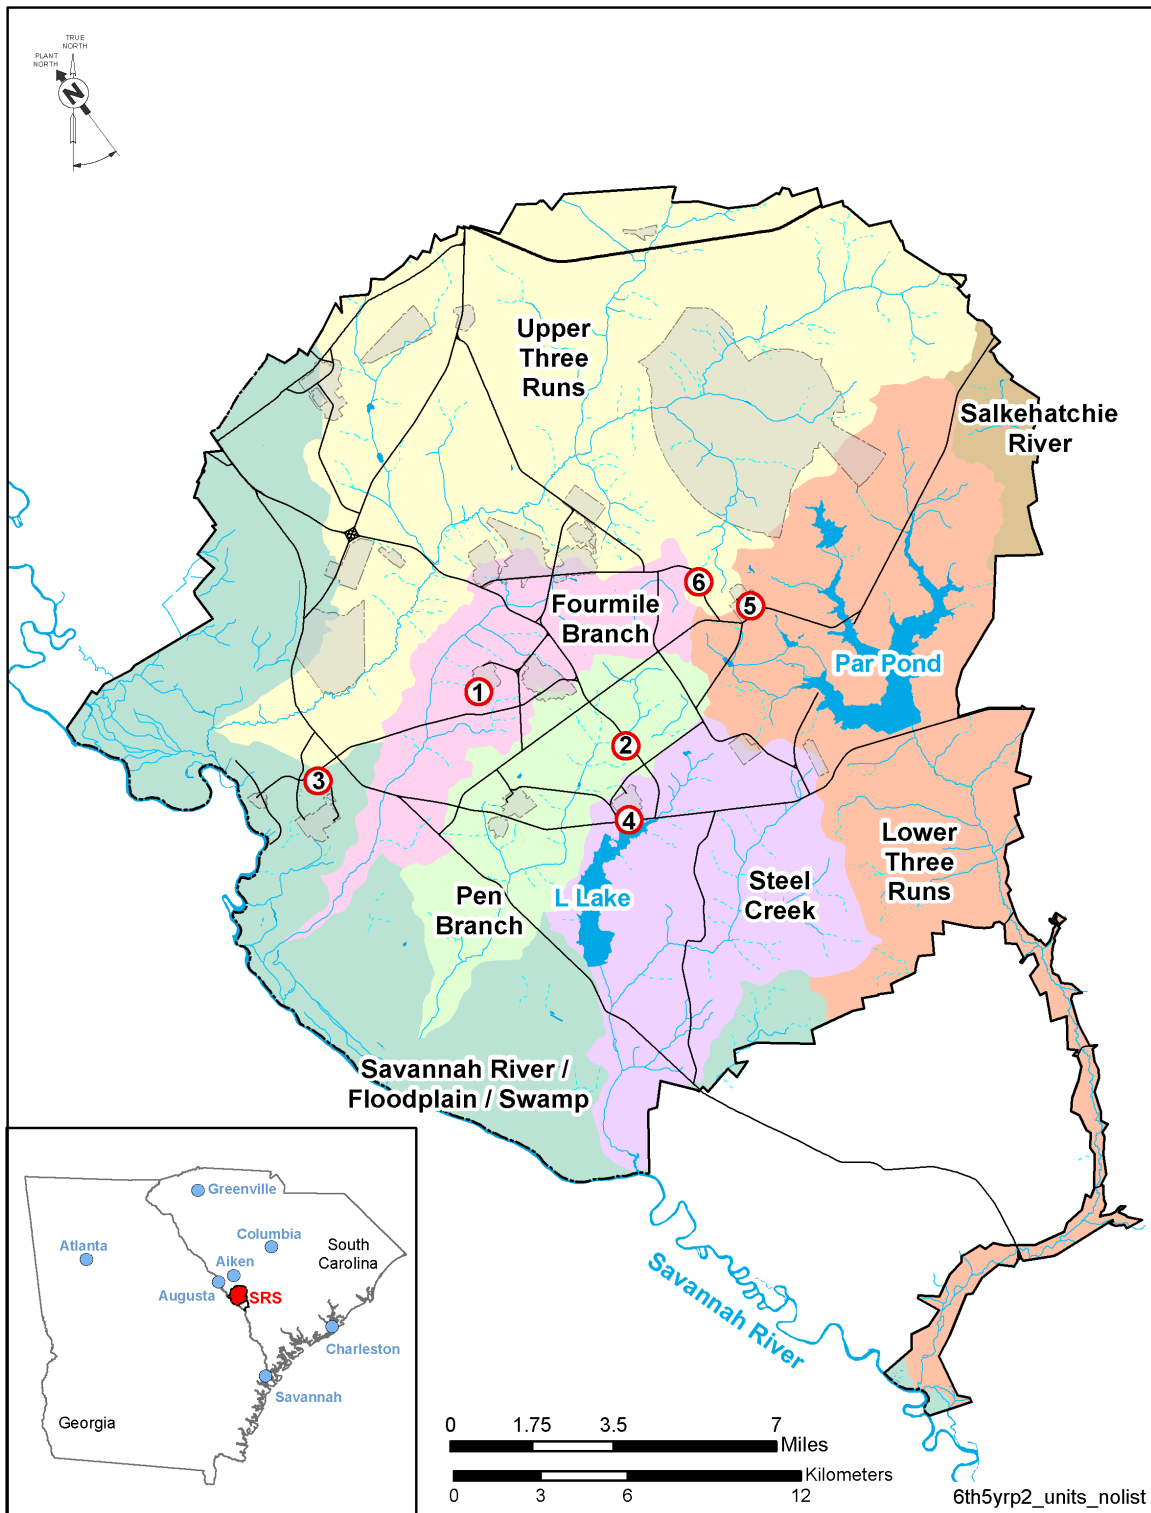 TRUE
NORTH
PLANT
NORTH
N
Upper
Three
Runs
Salkehatchie
River
6
5
Fourmile
Branch
Par Pond
1
2
3
4
Lower
Three
Runs
Steel
Creek
L Lake
Pen
Branch
Savannah River /
Floodplain / Swamp
Savannah River
Greenville
Columbia
Atlanta
South
Carolina
Aiken
Augusta
SRS
Charleston
Savannah
Georgia
0 1.75 3.5 7
Miles
Kilometers
0 3 6 12
6th5yrp2_units_nolist